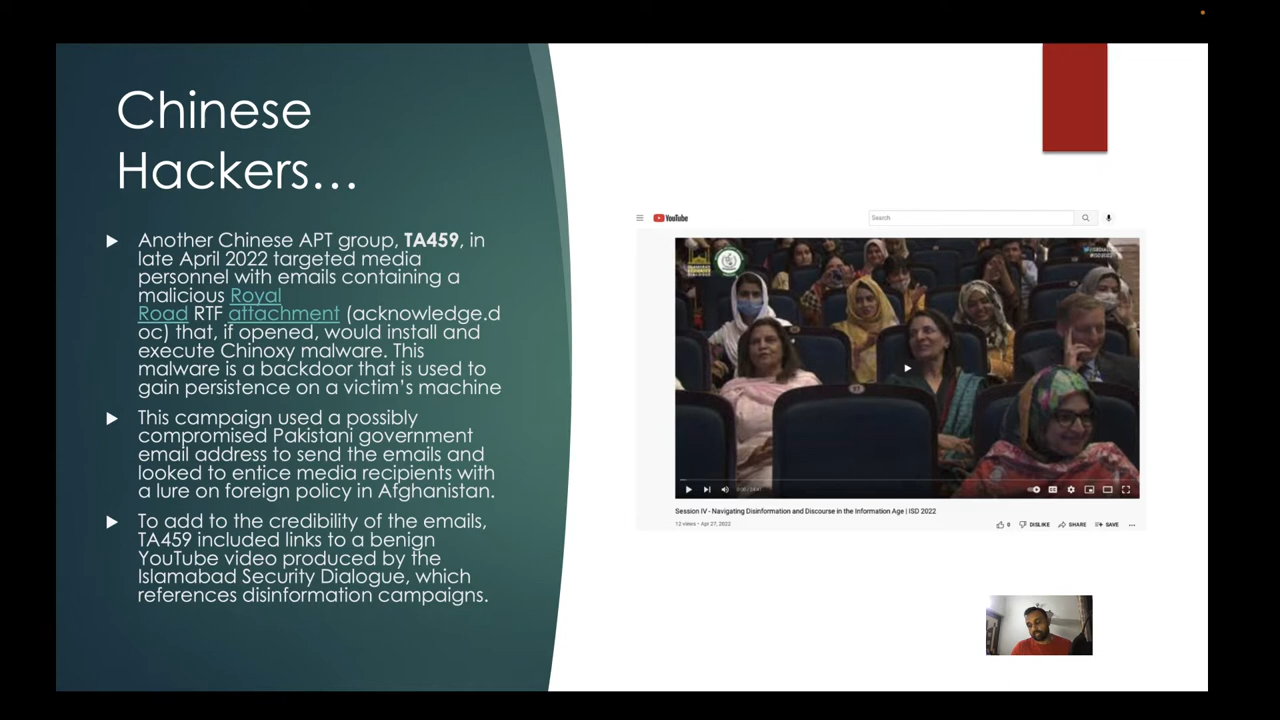 Chinese
Hackers...
Another Chinese APT group, TA459, in
late April 2022 targeted media
personnel with emails containing a
malicious Royal
Road RTF attachment (acknowledge.d
oc) that, if opened, would install and
execute Chinoxy malware. This
malware is a backdoor that is used to
gain persistence on a victim's machine
This campaign used a possibly
compromised Pakistani government
email address to send the emails and
looked to entice media recipients with
a lure on foreign policy in Afghanistan.
To add to the credibility of the emails,
TA459 included links to a benign
YouTube video produced by the
Islamabad Security Dialogue, which
references disinformation campaigns.
YouTube
Search
Session IV - Navigating Disinformation and Discourse in the Information Age | ISD 2022
12 views • Apr 27, 2022
0 DISLIKE SHARE SAVE